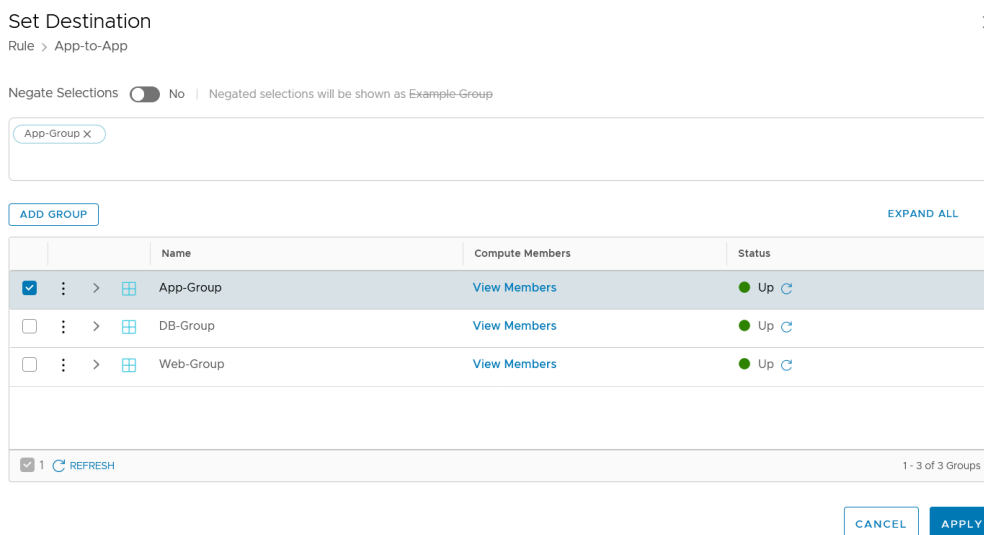 Set Destination
Rule > App-to-App
Negate Selections No | Negated selections will be shown as Example Group
App-Group ×
ADD GROUP EXPAND ALL
Name Compute Members Status
App-Group View Members Up
DB-Group View Members Up
Web-Group View Members Up
1 REFRESH 1 - 3 of 3 Groups
CANCEL APPLY